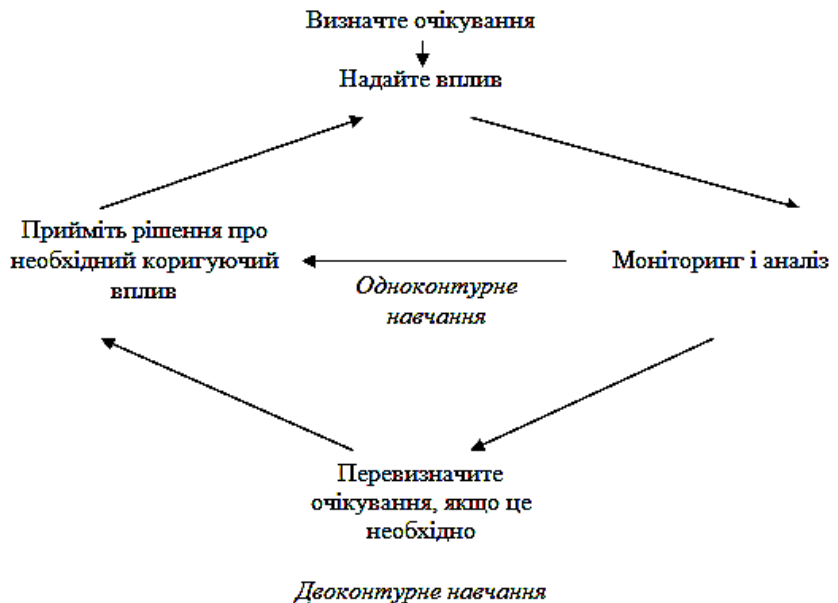 Визначте очікування
Надайте вплив
Прийміть рішення про
необхідний коригуючий
вплив
Одноконтурне
навчання
Моніторинг і аналіз
Перевизначите
очікування, якщо це
необхідно
Двоконтурне навчання